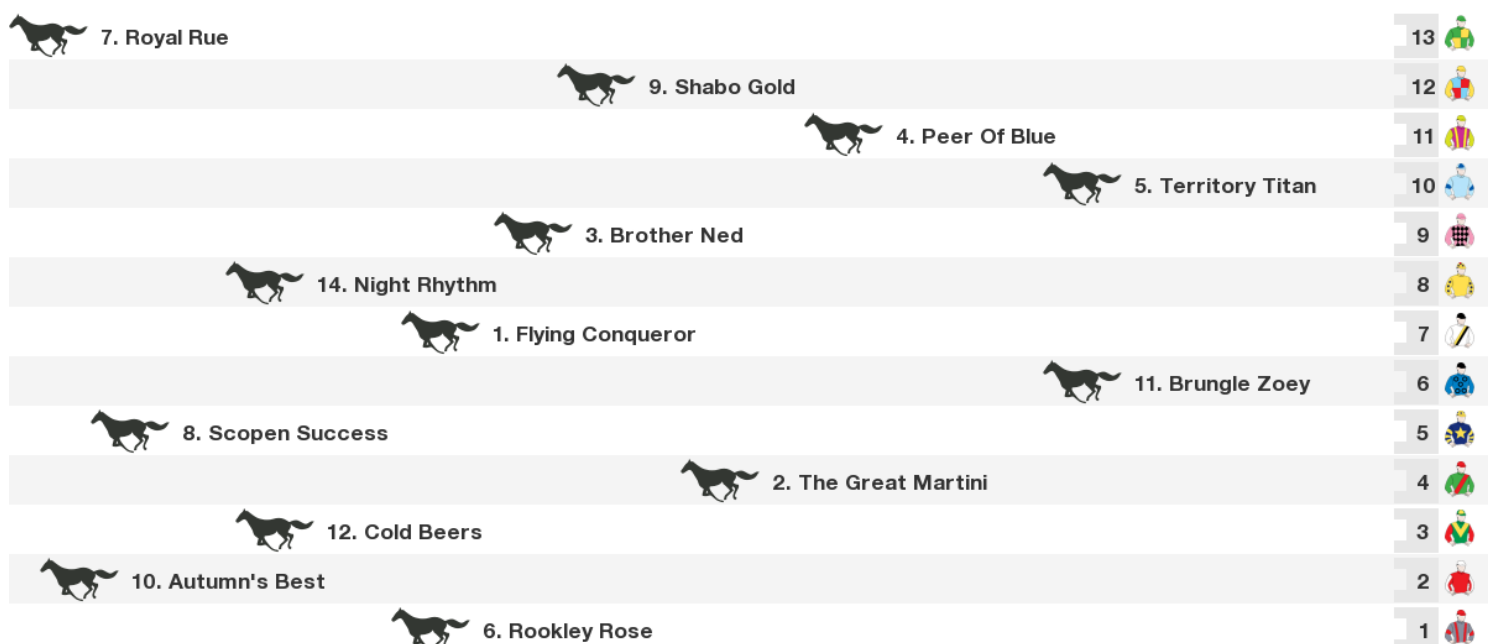 7. Royal Rue 13
9. Shabo Gold 12
4. Peer Of Blue 11
5. Territory Titan 10
3. Brother Ned 9
14. Night Rhythm 8
1. Flying Conqueror 7
11. Brungle Zoey 6
8. Scopen Success 5
2. The Great Martini 4
12. Cold Beers 3
10. Autumn's Best 2
6. Rookley Rose 1